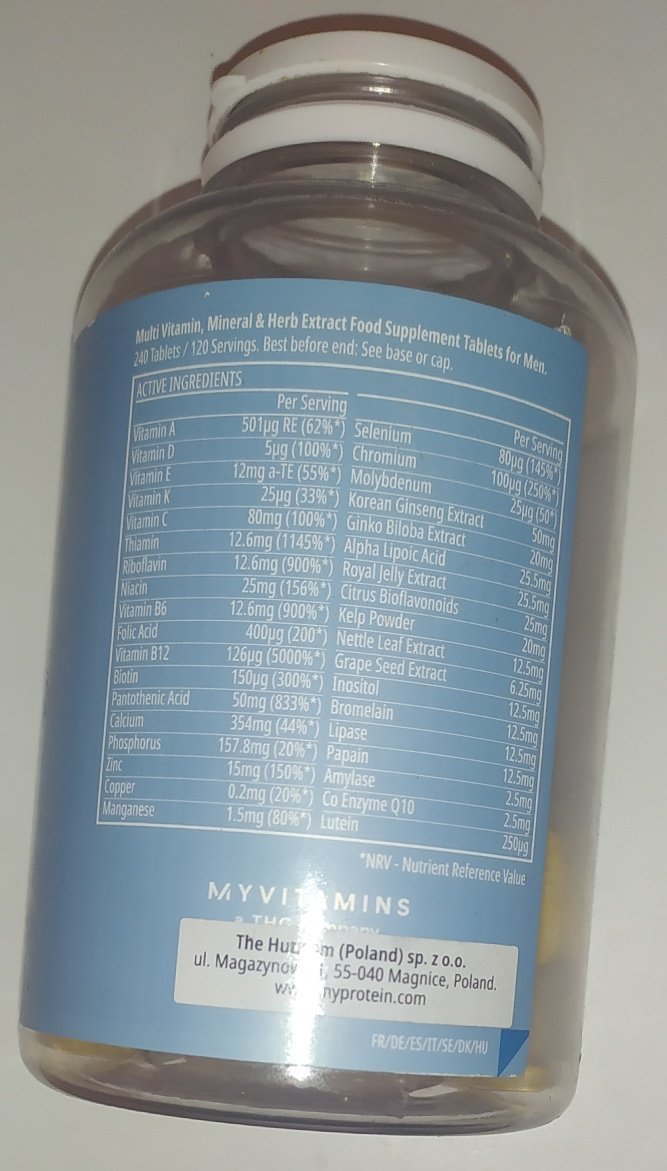 Multi Vitamin, Mineral & Herb Extract Food Supplement Tablets for Men.
240 Tablets / 120 Servings. Best before end: See base or cap.
ACTIVE INGREDIENTS
Per Serving
Vitamin A 501µg RE (62%*)
Vitamin D 5µg (100%*)
Vitamin E 12mg a-TE (55%*)
Vitamin K 25µg (33%*)
Vitamin C 80mg (100%*)
Thiamin 12.6mg (1145%*)
Riboflavin 12.6mg (900%*)
Niacin 25mg (156%*)
Vitamin B6 12.6mg (900%*)
Folic Acid 400µg (200*)
Vitamin B12 126µg (5000%*)
Biotin 150µg (300%*)
Pantothenic Acid 50mg (833%*)
Calcium 354mg (44%*)
Phosphorus 157.8mg (20%*)
Zinc 15mg (150%*)
Copper 0.2mg (20%*)
Manganese 1.5mg (80%*)
Per Serving
Selenium 80µg (145%*)
Chromium 100µg (250%*)
Molybdenum 25µg (50*)
Korean Ginseng Extract 50mg
Ginko Biloba Extract 20mg
Alpha Lipoic Acid 25.5mg
Royal Jelly Extract 25.5mg
Citrus Bioflavonoids 25mg
Kelp Powder 20mg
Nettle Leaf Extract 12.5mg
Grape Seed Extract 6.25mg
Inositol 12.5mg
Bromelain 12.5mg
Lipase 12.5mg
Papain 12.5mg
Amylase 2.5mg
Co Enzyme Q10 2.5mg
Lutein 250µg
*NRV - Nutrient Reference Value
MYVITAMINS
a THG
The (Poland) sp. z o.o.
ul. 55-040 Magnice, Poland.
FR/DE/ES/IT/SE/DK/HU